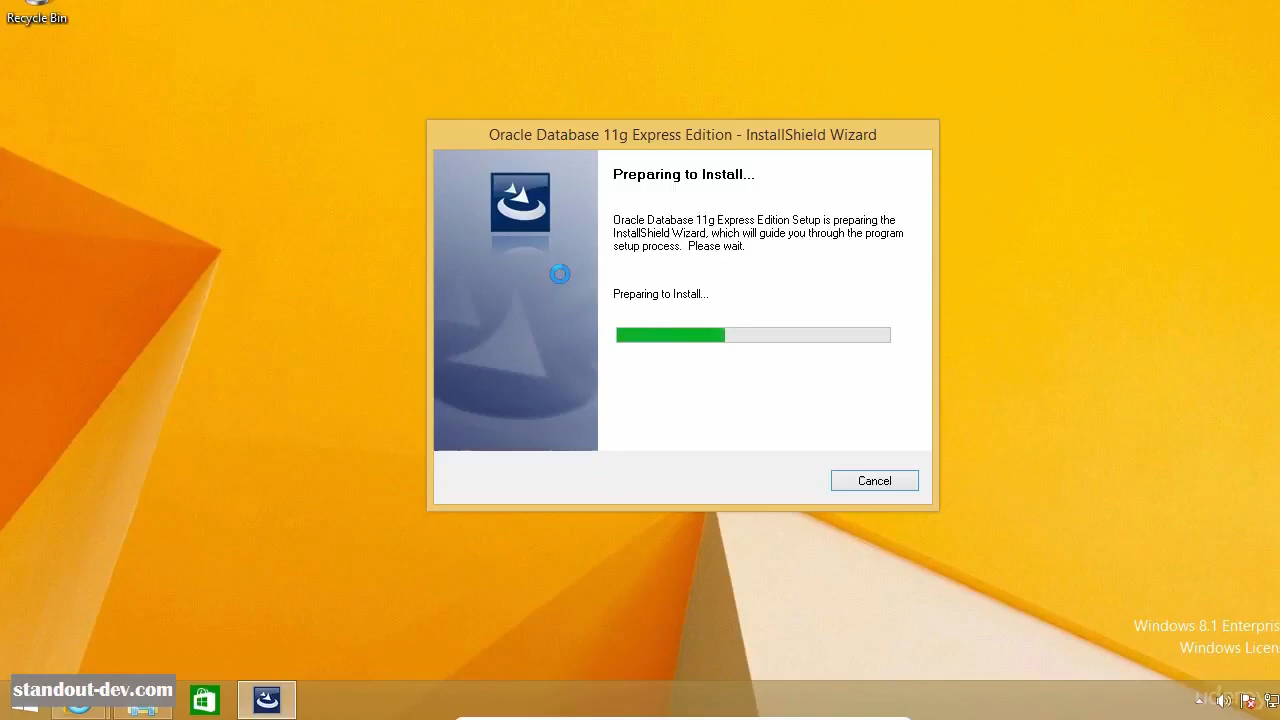 Recycle Bin
Oracle Database 11g Express Edition - InstallShield Wizard
Preparing to Install...
Oracle Database 11g Express Edition Setup is preparing the
InstallShield Wizard, which will guide you through the program
setup process. Please wait.
Preparing to Install...
Cancel
Windows 8.1 Enterpris
Windows Licen
standout-dev.com